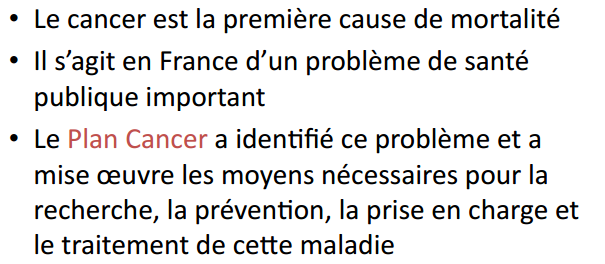 • Le cancer est la première cause de mortalité
• Il s’agit en France d’un problème de santé
publique important
• Le Plan Cancer a identifié ce problème et a
mise œuvre les moyens nécessaires pour la
recherche, la prévention, la prise en charge et
le traitement de cette maladie